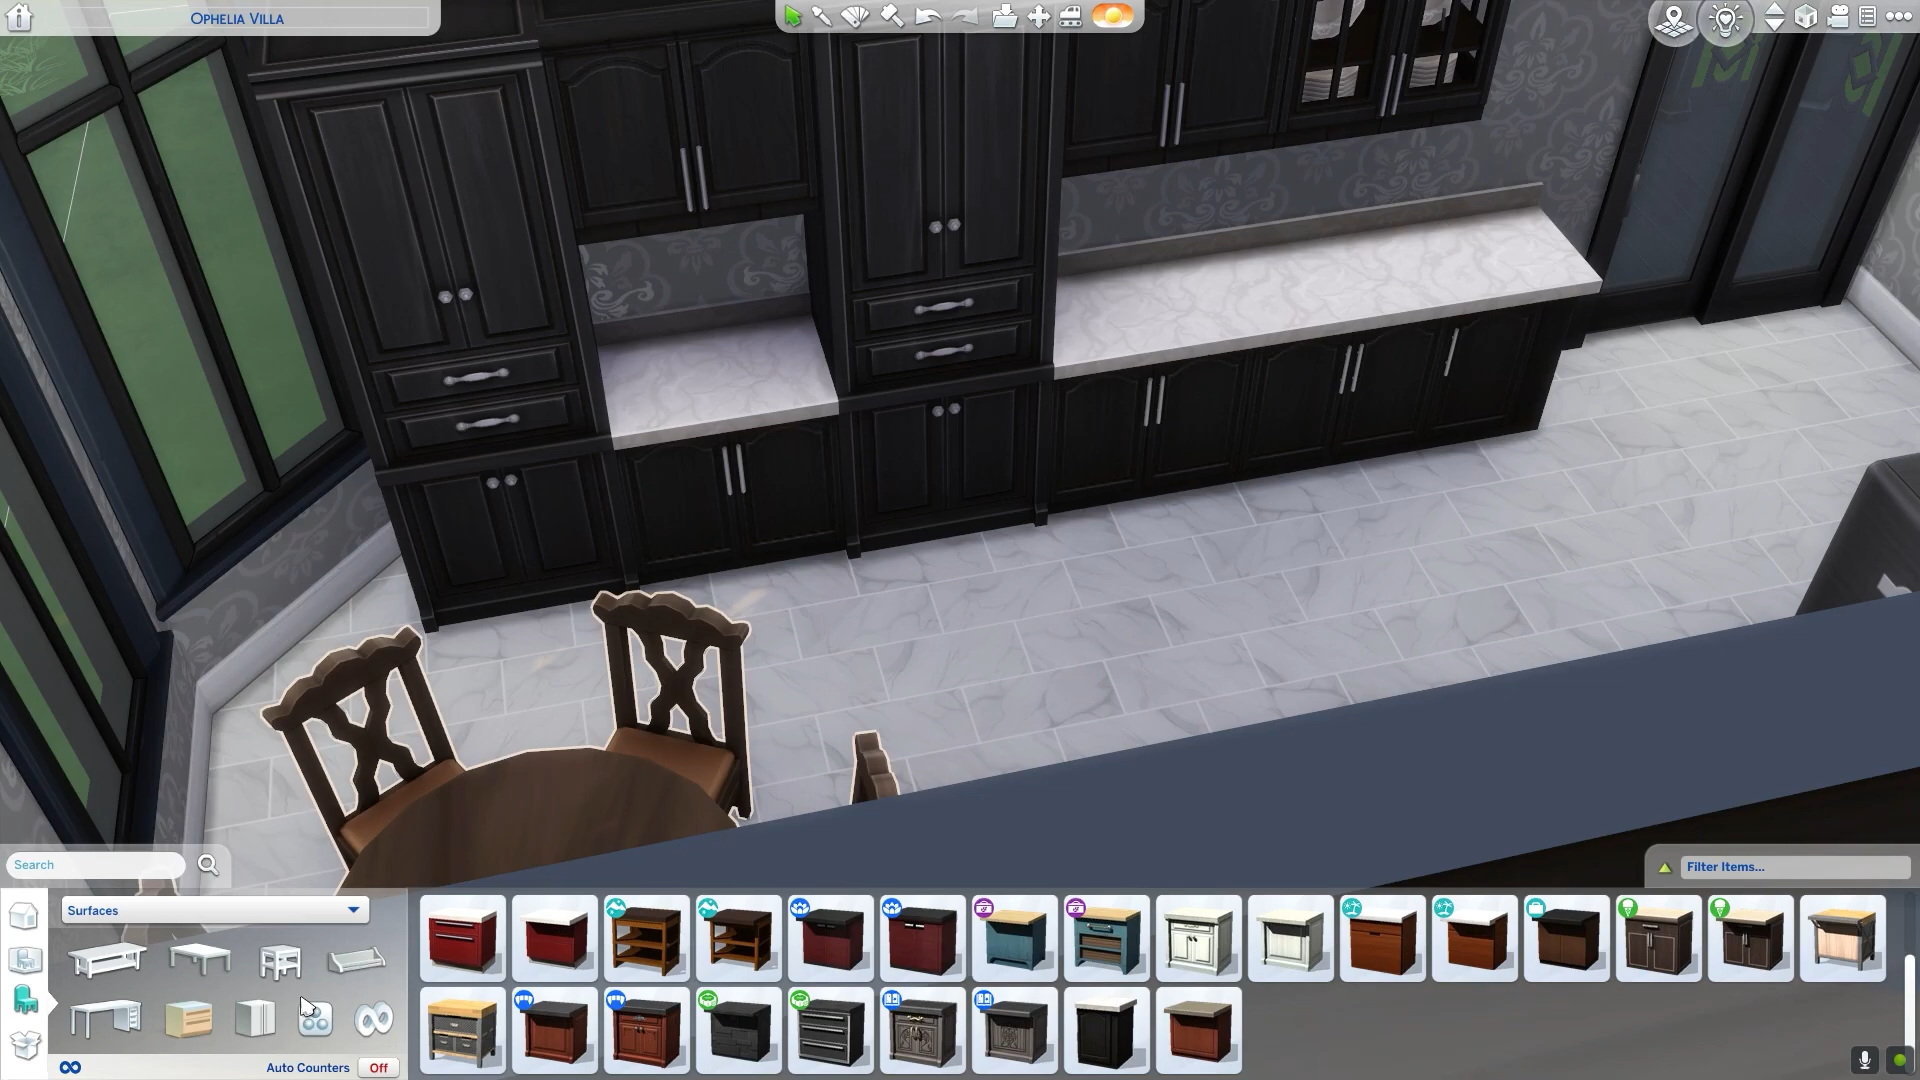 Ophelia Villa
Search
Filter Items...
Surfaces
Auto Counters Off